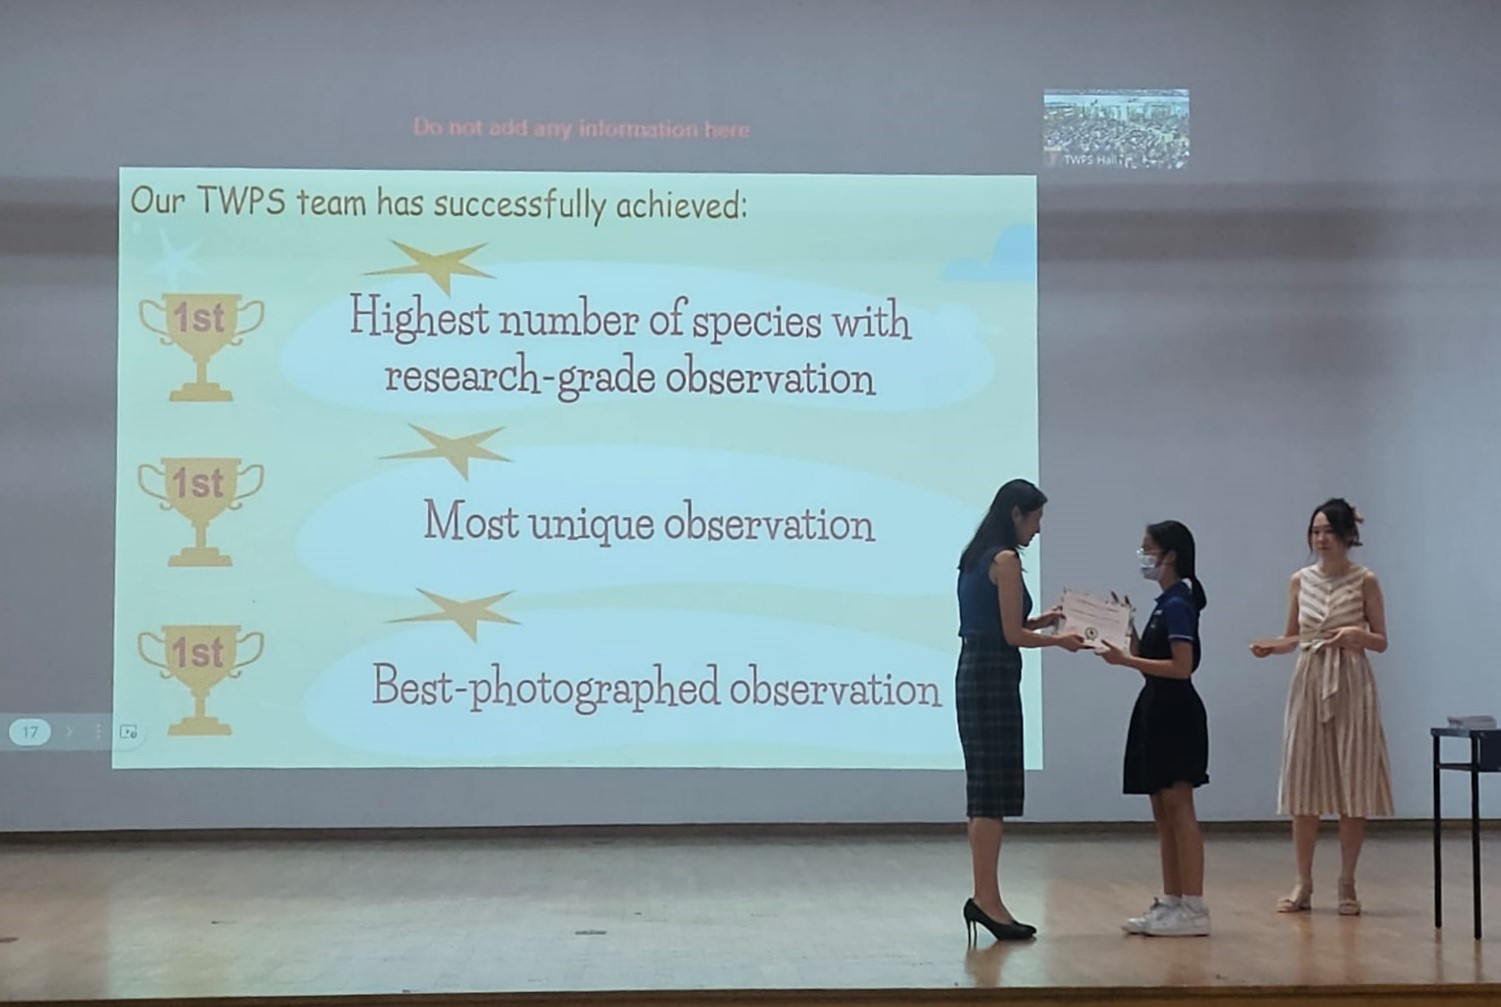 Do not add any information here
TWPS Hall
Our TWPS team has successfully achieved:
1st
Highest number of species with
research-grade observation
1st
Most unique observation
1st
Best-photographed observation
17